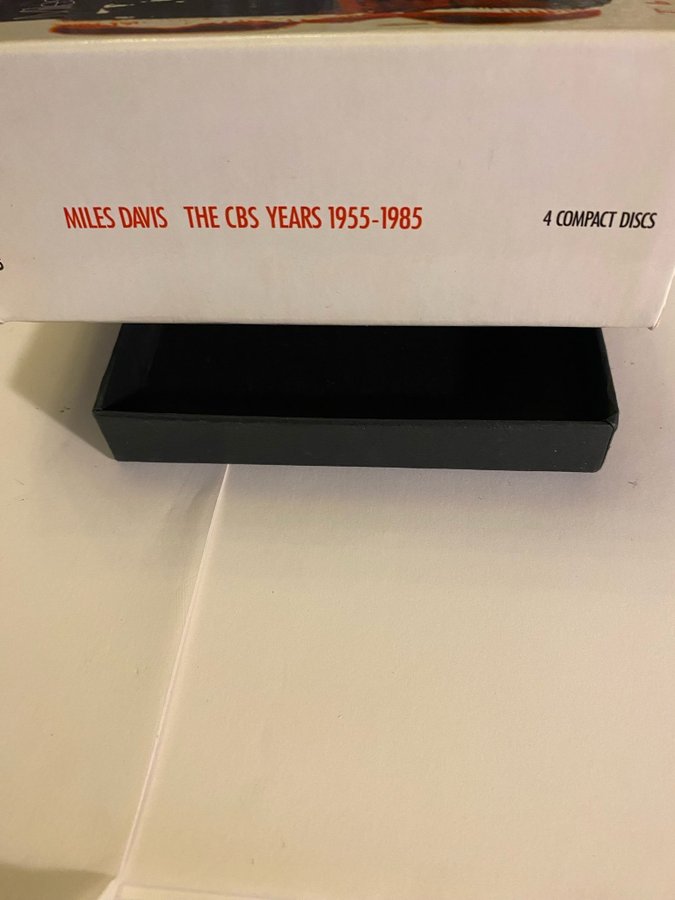 MILES DAVIS THE CBS YEARS 1955-1985
4 COMPACT DISCS